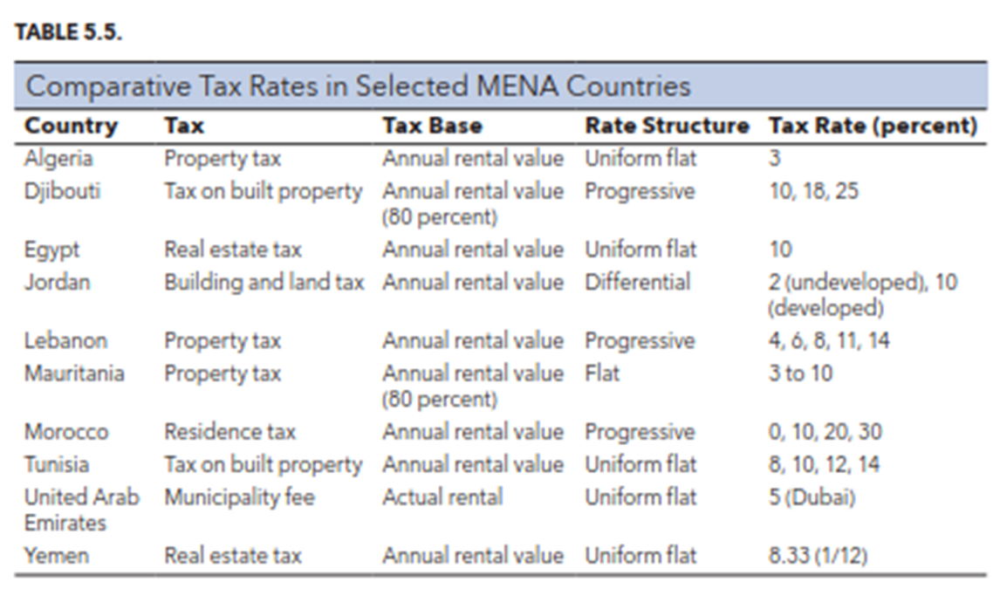 TABLE 5.5.
Comparative Tax Rates in Selected MENA Countries
Country Tax Tax Base Rate Structure Tax Rate (percent)
Algeria Property tax Annual rental value Uniform flat 3
Djibouti Tax on built property Annual rental value Progressive 10, 18, 25
(80 percent)
Egypt Real estate tax Annual rental value Uniform flat 10
Jordan Building and land tax Annual rental value Differential 2 (undeveloped), 10
(developed)
Lebanon Property tax Annual rental value Progressive 4, 6, 8, 11, 14
Mauritania Property tax Annual rental value Flat 3 to 10
(80 percent)
Morocco Residence tax Annual rental value Progressive 0, 10, 20, 30
Tunisia Tax on built property Annual rental value Uniform flat 8, 10, 12, 14
United Arab Municipality fee Actual rental Uniform flat 5 (Dubai)
Emirates
Yemen Real estate tax Annual rental value Uniform flat 8.33 (1/12)